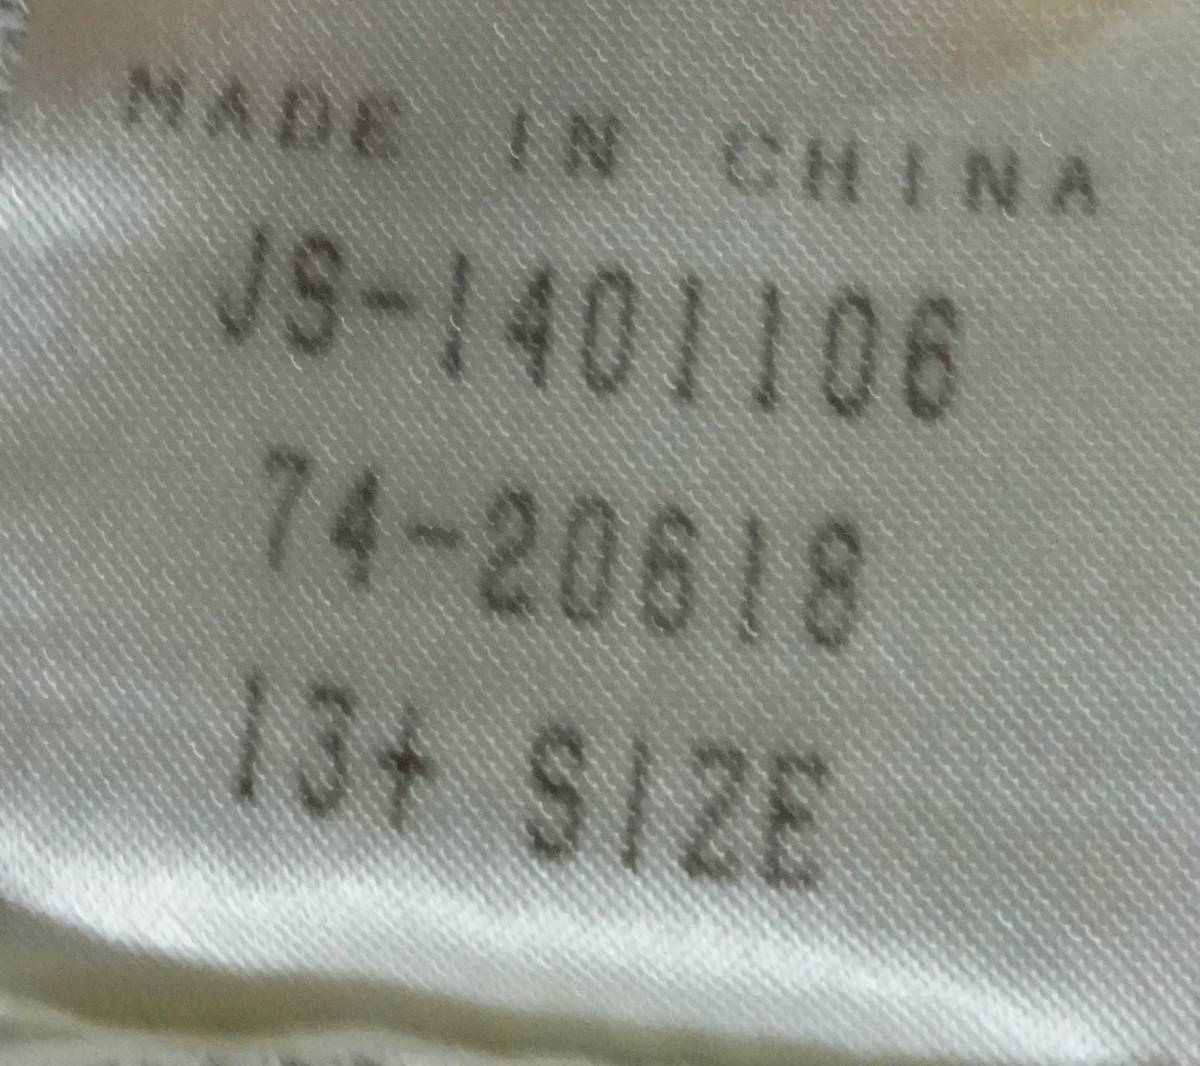 MADE IN CHINA
JS-1401106
74-20618
13+ SIZE